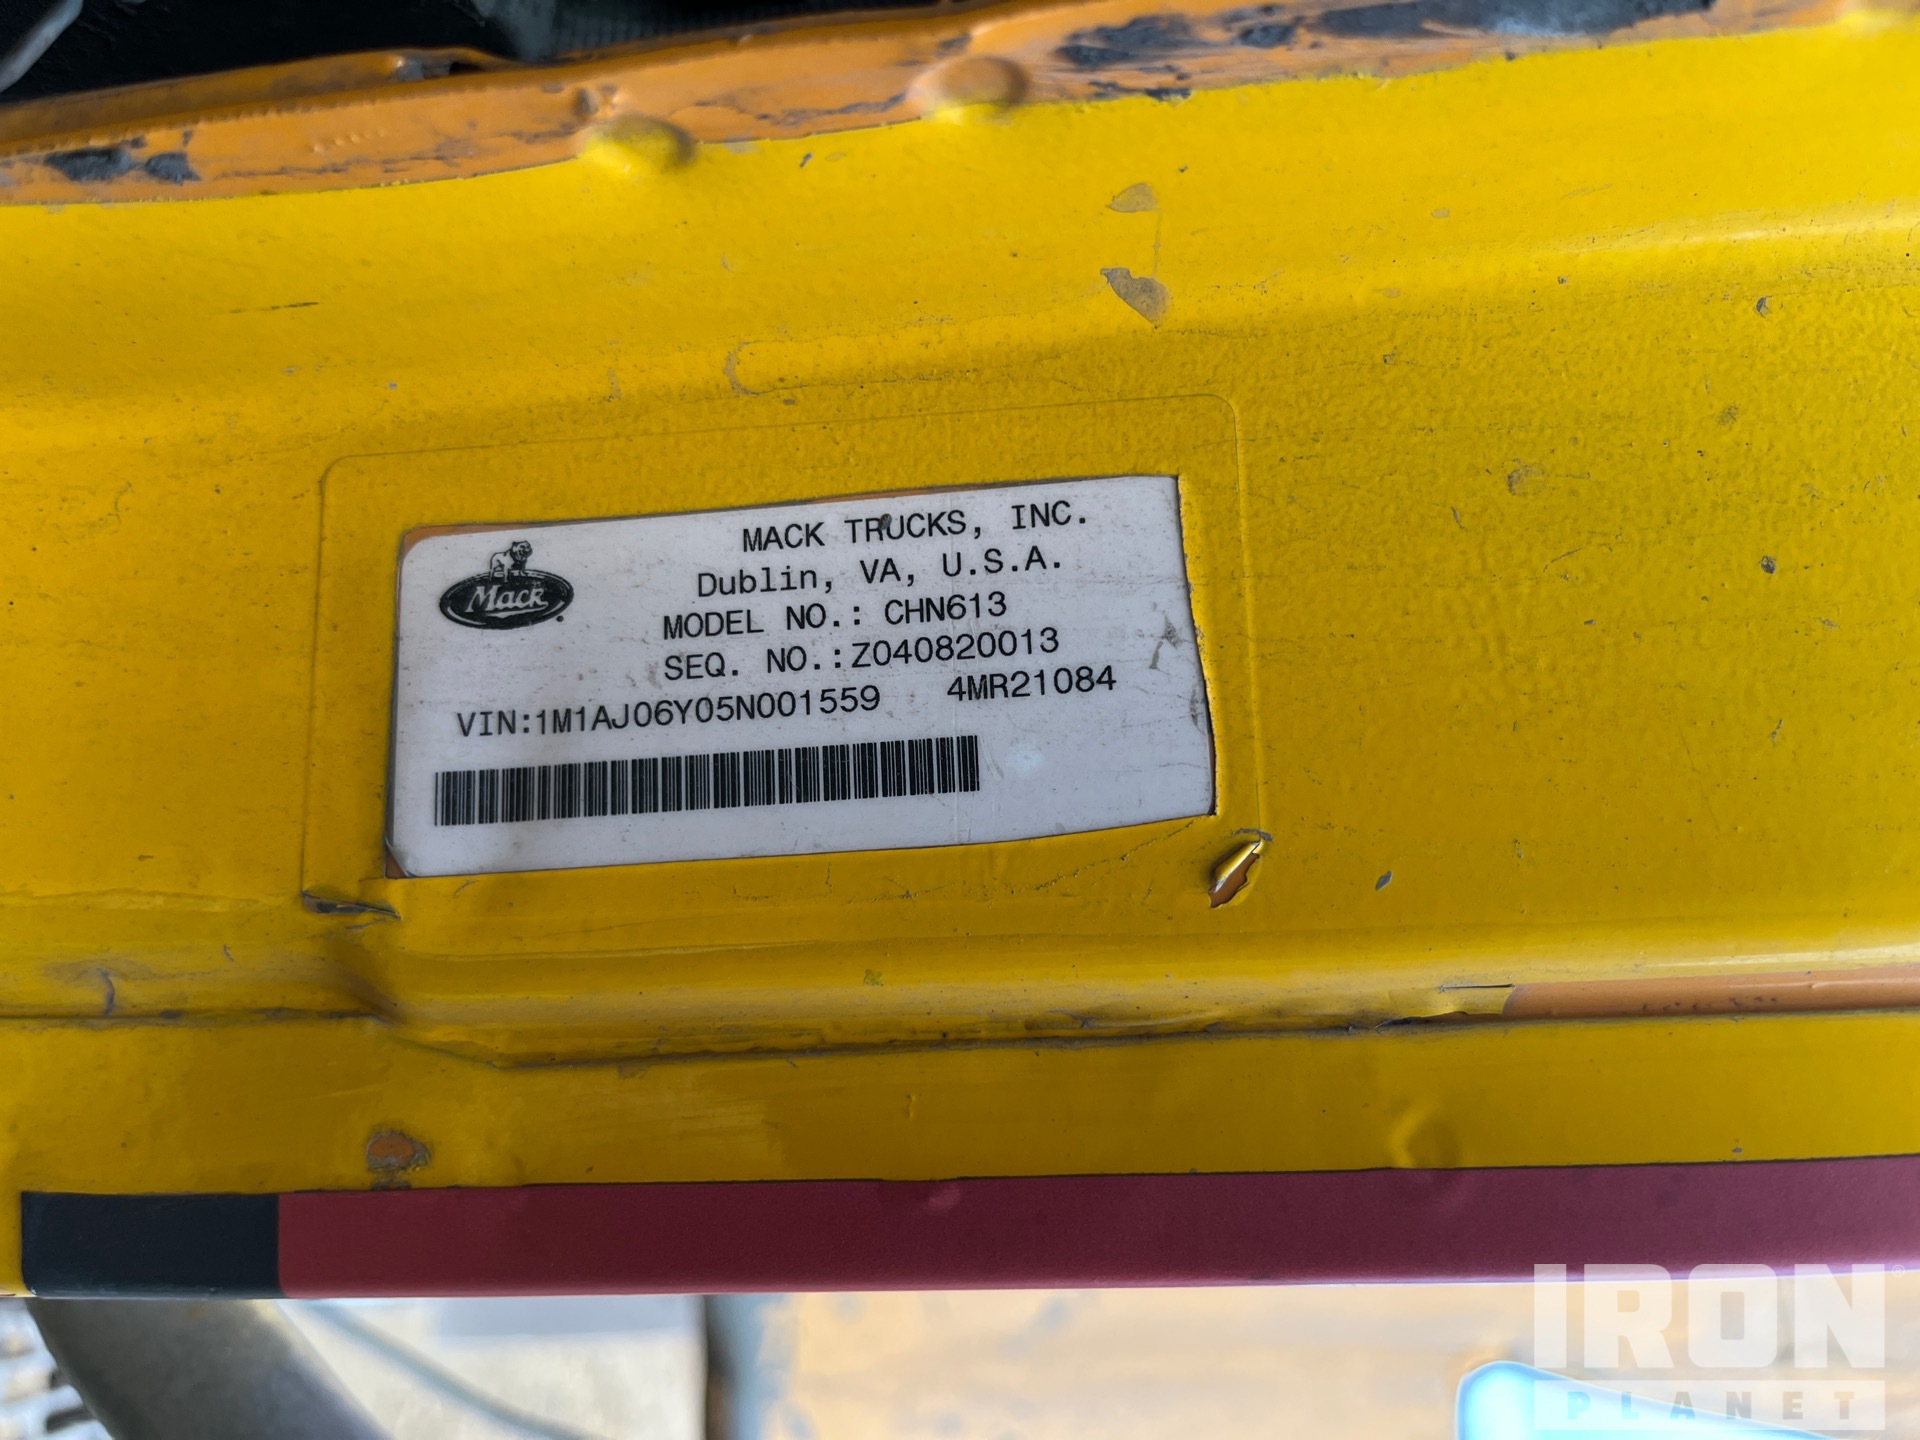 MACK TRUCKS, INC.
Dublin, VA, U.S.A.
Mack
MODEL NO.: CHN613
SEQ. NO.:Z040820013
VIN:1M1AJ06Y05N001559 4MR21084
IRON
PLANET